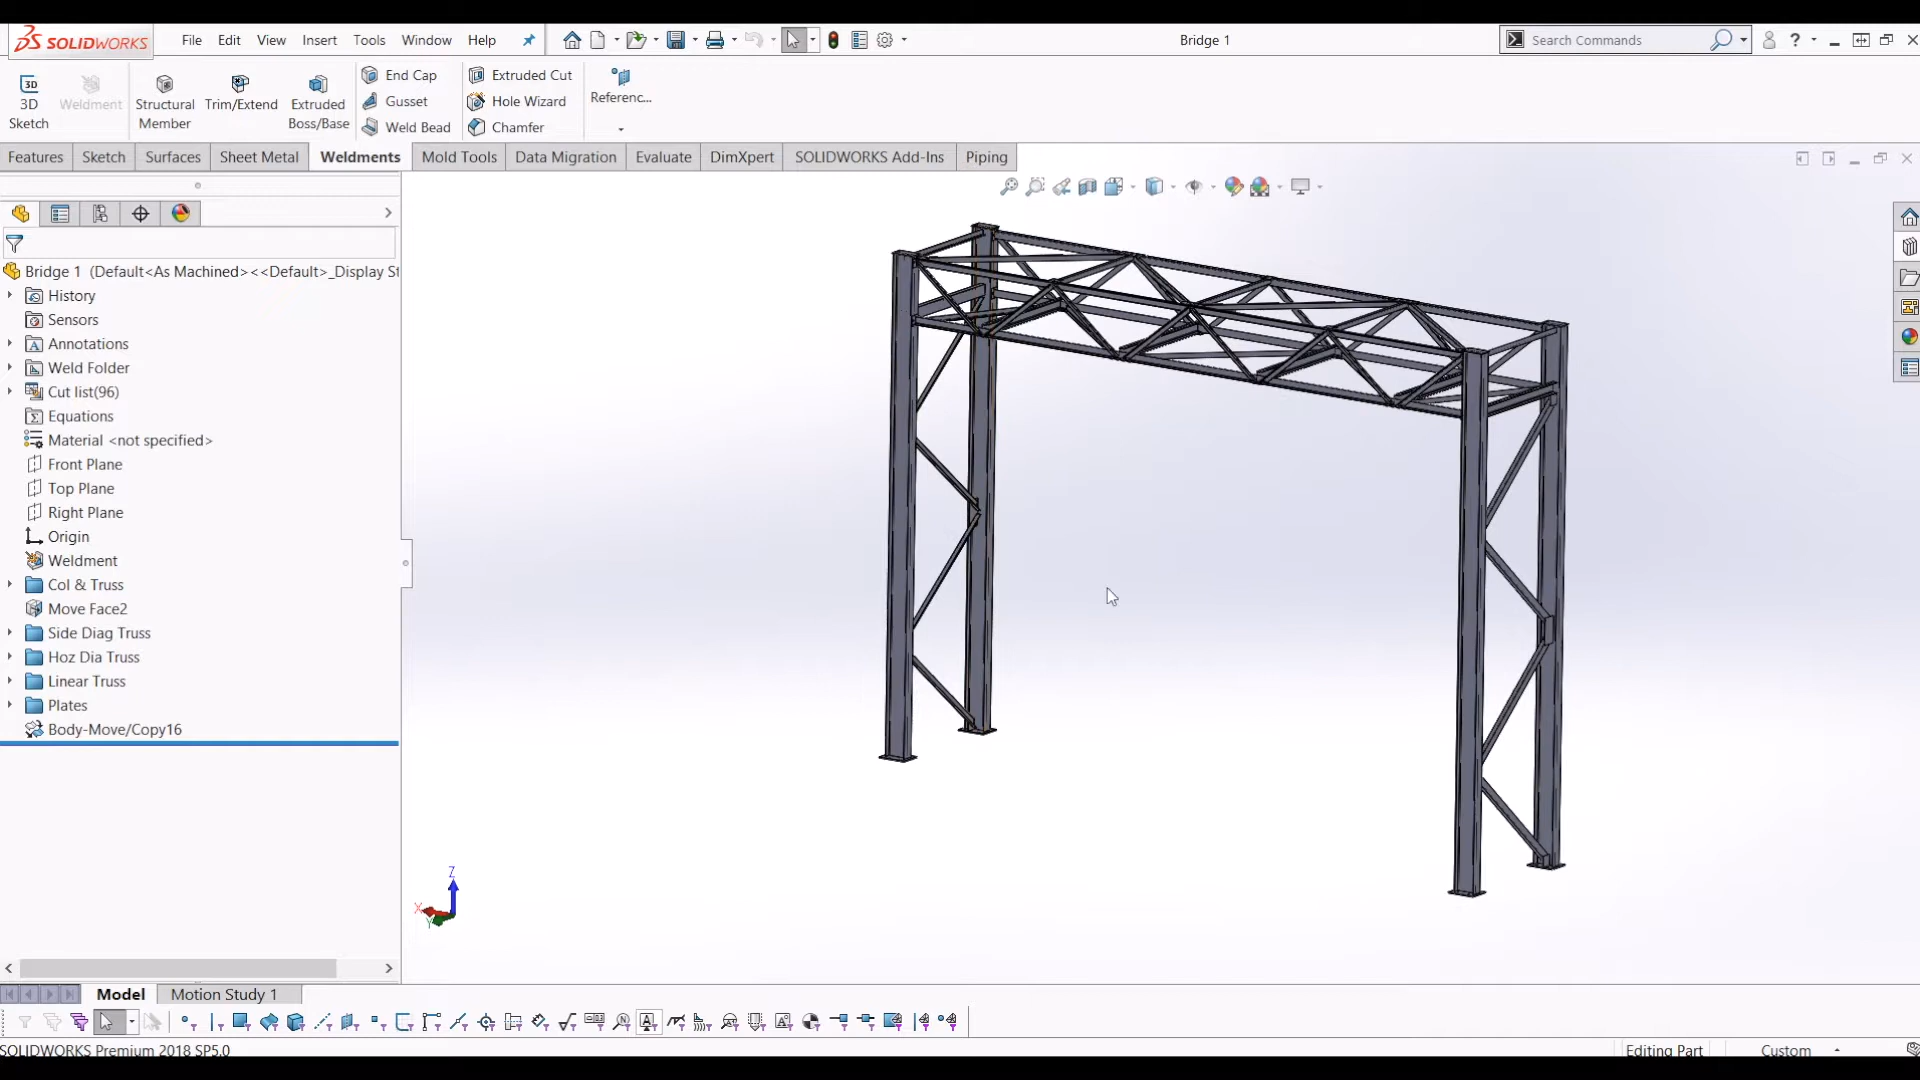 SOLIDWORKS File Edit View Insert Tools Window Help Bridge 1 Search Commands ?
3D Sketch
Weldment
Structural Member
Trim/Extend
Extruded Boss/Base
End Cap
Gusset
Weld Bead
Extruded Cut
Hole Wizard
Chamfer
Referenc...
Features Sketch Surfaces Sheet Metal Weldments Mold Tools Data Migration Evaluate DimXpert SOLIDWORKS Add-Ins Piping
Bridge 1 (Default<As Machined><<Default>_Display St
History
Sensors
Annotations
Weld Folder
Cut list(96)
Equations
Material <not specified>
Front Plane
Top Plane
Right Plane
Origin
Weldment
Col & Truss
Move Face2
Side Diag Truss
Hoz Dia Truss
Linear Truss
Plates
Body-Move/Copy16
Z
X
Y
Model Motion Study 1
SOLIDWORKS Premium 2018 SP5.0 Editing Part Custom